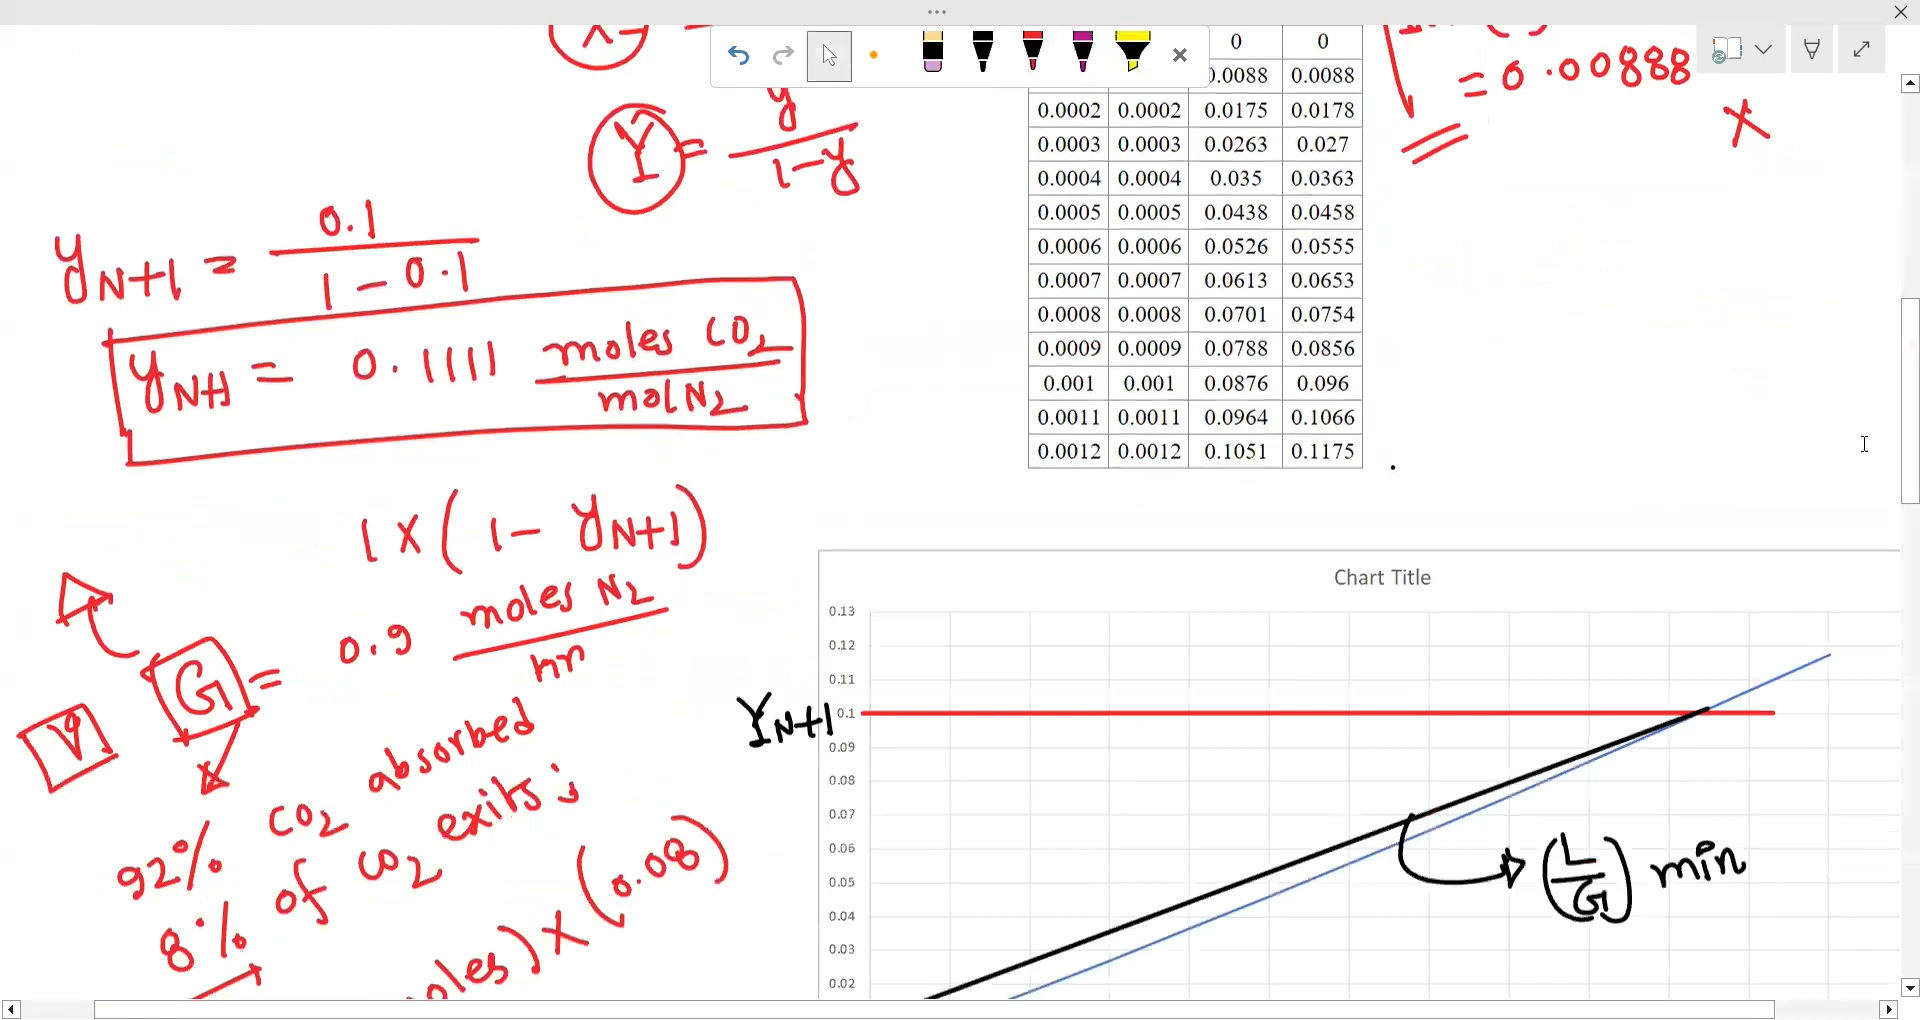 0 0
0.0088 0.0088
= 0.00888
x
Y = y / 1-y
0.0002 0.0002 0.0175 0.0178
0.0003 0.0003 0.0263 0.027
0.0004 0.0004 0.035 0.0363
0.0005 0.0005 0.0438 0.0458
0.0006 0.0006 0.0526 0.0555
0.0007 0.0007 0.0613 0.0653
0.0008 0.0008 0.0701 0.0754
0.0009 0.0009 0.0788 0.0856
0.001 0.001 0.0876 0.096
0.0011 0.0011 0.0964 0.1066
0.0012 0.0012 0.1051 0.1175
yN+1 = 0.1 / 1-0.1
yN+1 = 0.1111 moles CO2 / mol N2
1 x (1 - yN+1)
G = 0.9 moles N2 / hr
V
92% CO2 absorbed
8% of CO2 exits;
moles) x (0.08)
Chart Title
0.13
0.12
0.11
YN+1 0.1
0.09
0.08
0.07
0.06
0.05
0.04
0.03
0.02
(L/G) min